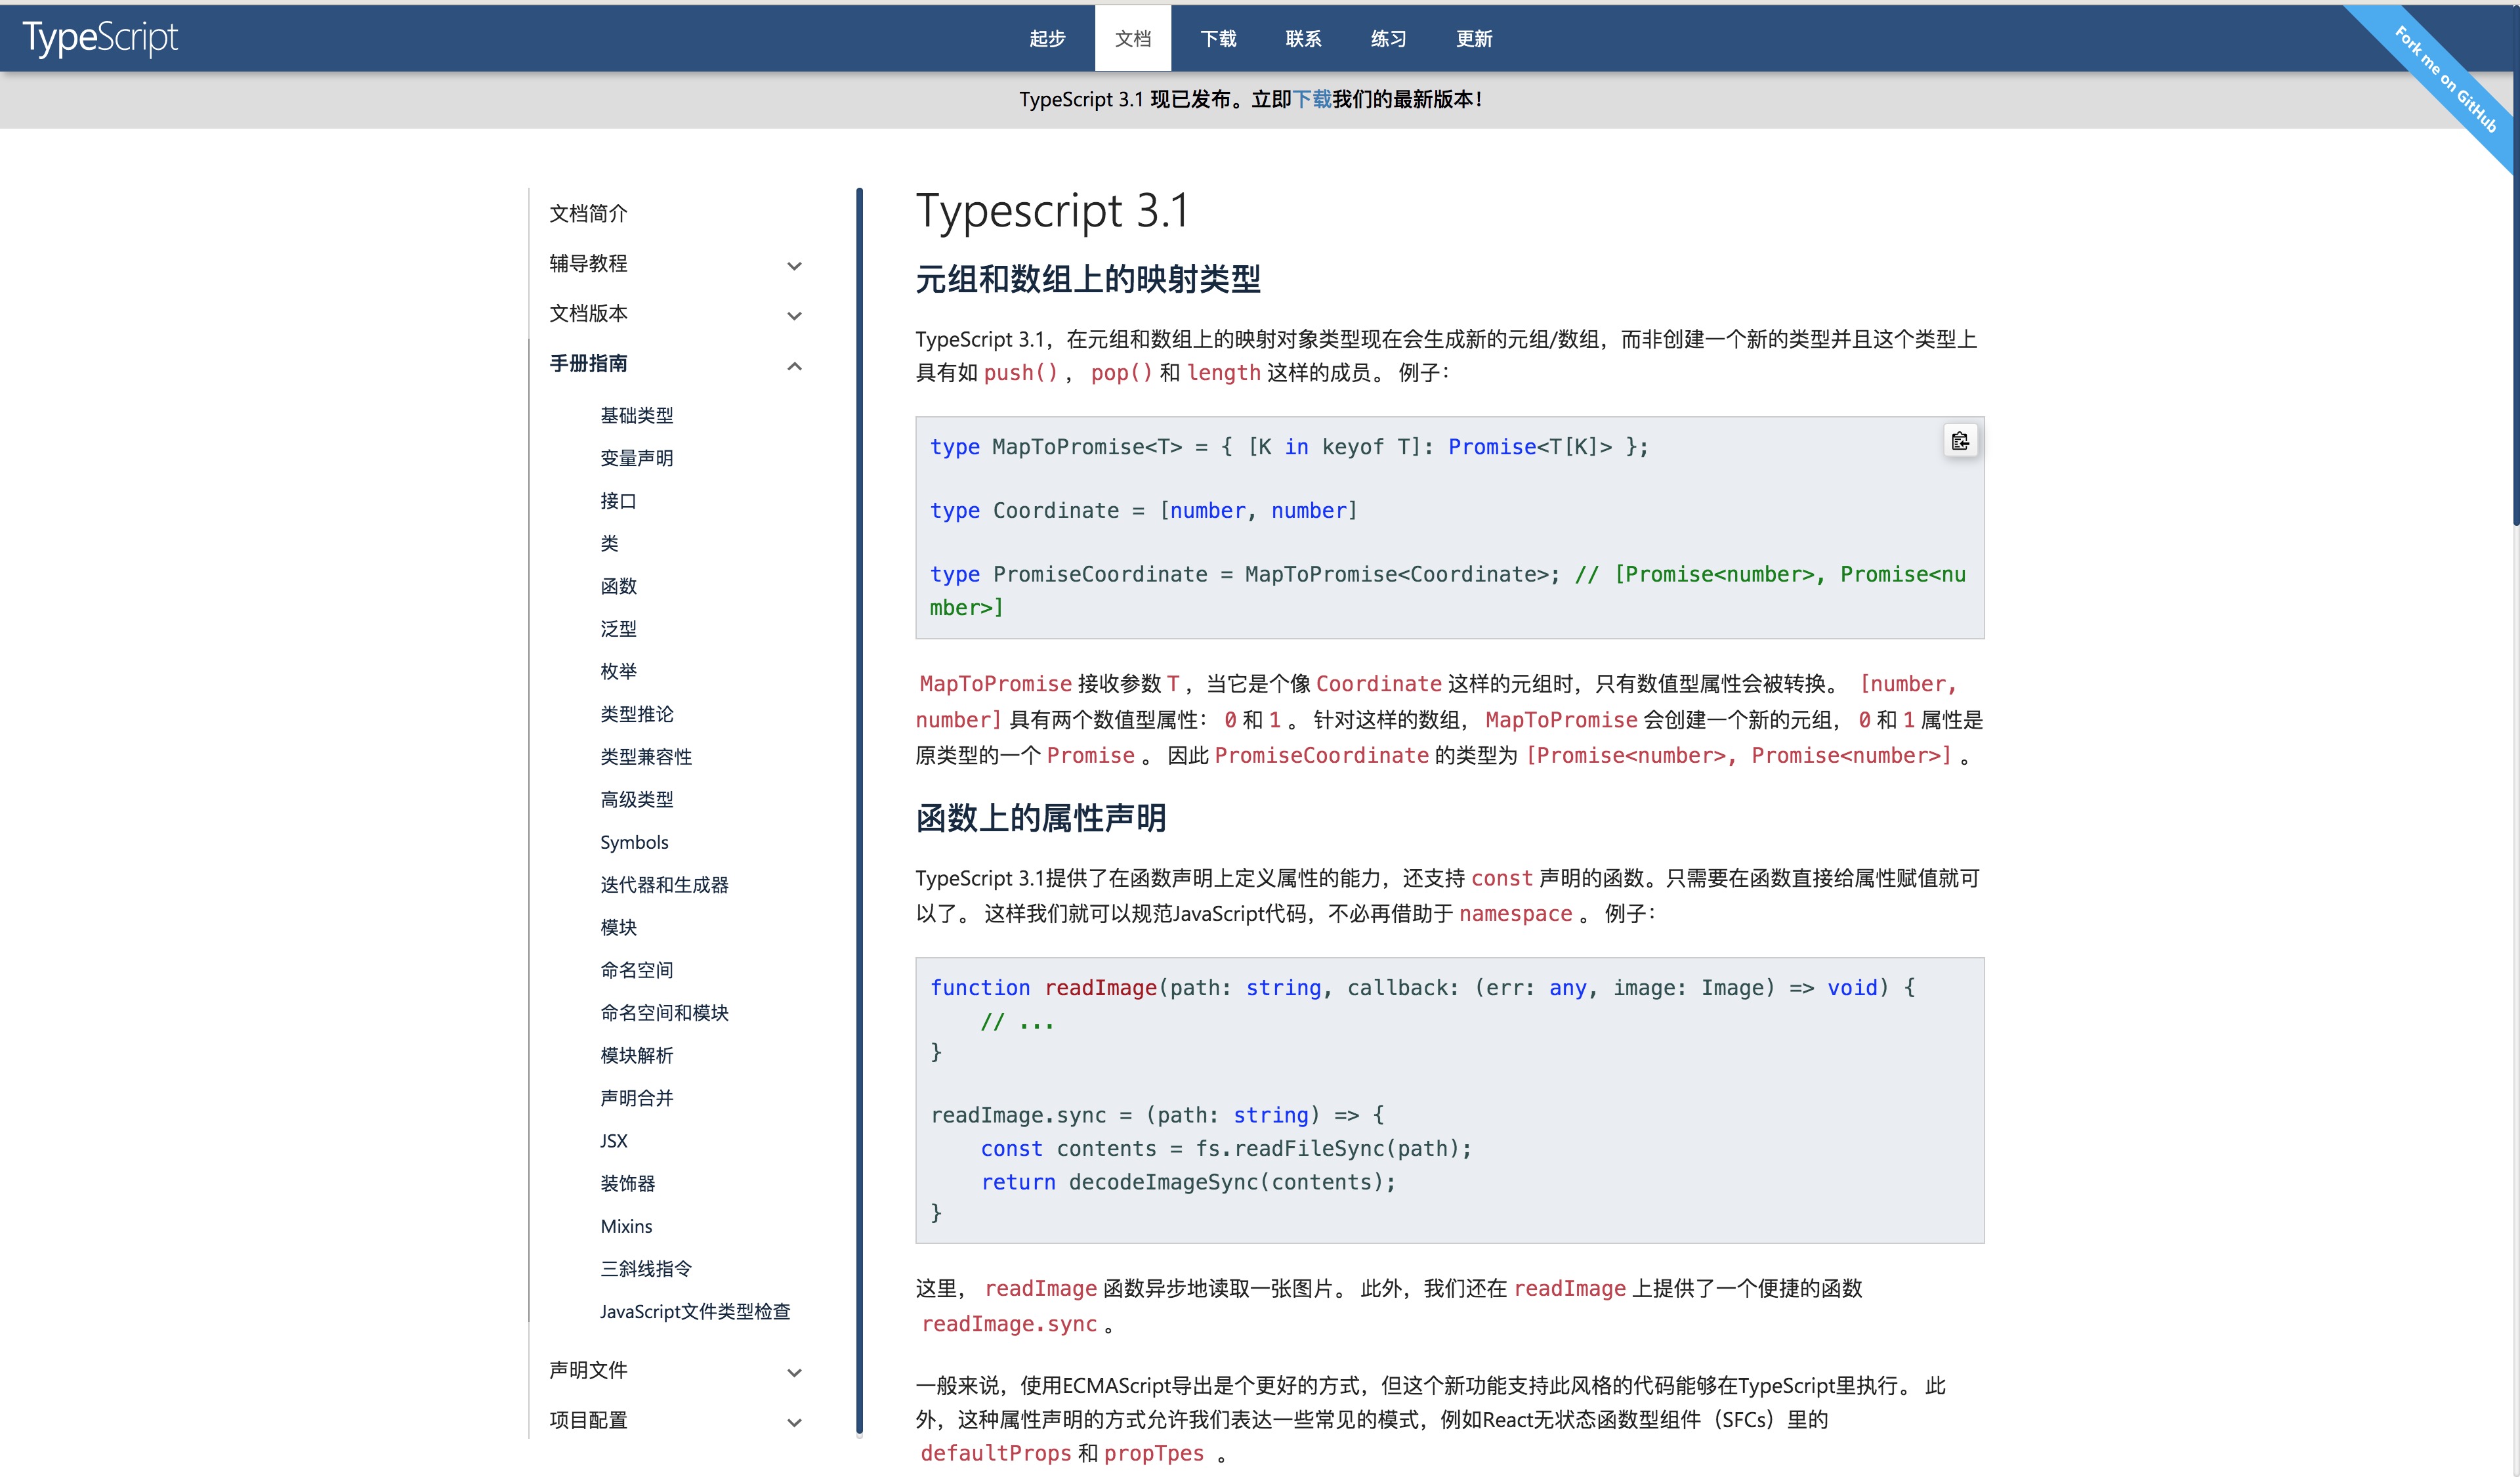 TypeScript
起步
文档
下载
联系
练习
更新
Fork me on GitHub
TypeScript 3.1 现已发布。立即下载我们的最新版本！
文档简介
辅导教程
文档版本
手册指南
基础类型
变量声明
接口
类
函数
泛型
枚举
类型推论
类型兼容性
高级类型
Symbols
迭代器和生成器
模块
命名空间
命名空间和模块
模块解析
声明合并
JSX
装饰器
Mixins
三斜线指令
JavaScript文件类型检查
声明文件
项目配置
Typescript 3.1
元组和数组上的映射类型
TypeScript 3.1，在元组和数组上的映射对象类型现在会生成新的元组/数组，而非创建一个新的类型并且这个类型上
具有如 push() ， pop() 和 length 这样的成员。 例子：
type MapToPromise<T> = { [K in keyof T]: Promise<T[K]> };
type Coordinate = [number, number]
type PromiseCoordinate = MapToPromise<Coordinate>; // [Promise<number>, Promise<nu
mber>]
MapToPromise 接收参数 T ，当它是个像 Coordinate 这样的元组时，只有数值型属性会被转换。 [number,
number] 具有两个数值型属性： 0 和 1 。 针对这样的数组， MapToPromise 会创建一个新的元组， 0 和 1 属性是
原类型的一个 Promise 。 因此 PromiseCoordinate 的类型为 [Promise<number>, Promise<number>] 。
函数上的属性声明
TypeScript 3.1提供了在函数声明上定义属性的能力，还支持 const 声明的函数。只需要在函数直接给属性赋值就可
以了。 这样我们就可以规范JavaScript代码，不必再借助于 namespace 。 例子：
function readImage(path: string, callback: (err: any, image: Image) => void) {
    // ...
}
readImage.sync = (path: string) => {
    const contents = fs.readFileSync(path);
    return decodeImageSync(contents);
}
这里， readImage 函数异步地读取一张图片。 此外，我们还在 readImage 上提供了一个便捷的函数
readImage.sync 。
一般来说，使用ECMAScript导出是个更好的方式，但这个新功能支持此风格的代码能够在TypeScript里执行。 此
外，这种属性声明的方式允许我们表达一些常见的模式，例如React无状态函数型组件（SFCs）里的
defaultProps 和 propTpes 。